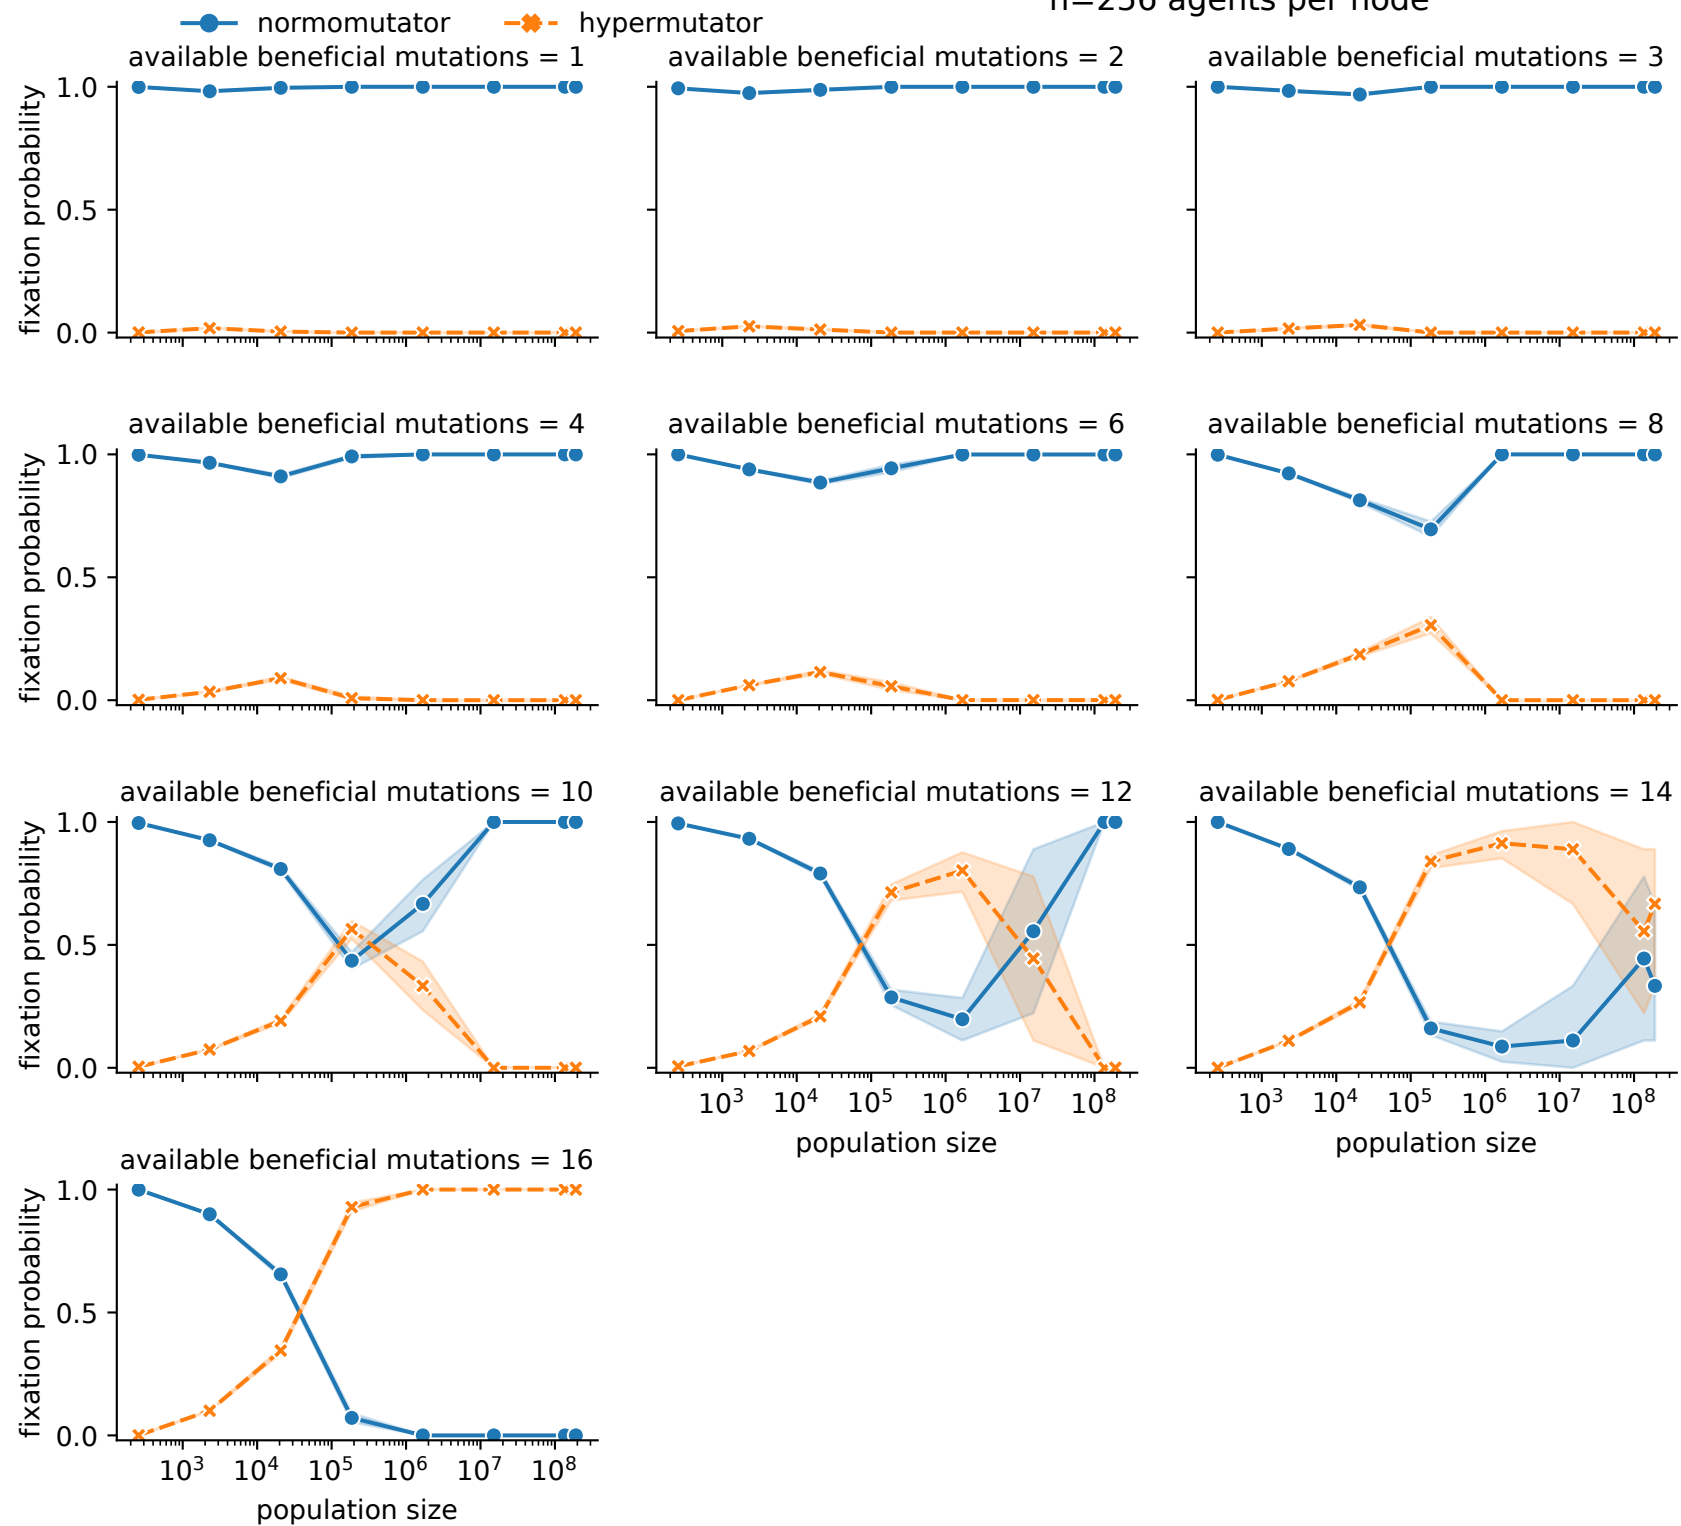 n=256 agents per node
normomutator hypermutator
available beneficial mutations = 1
available beneficial mutations = 2
available beneficial mutations = 3
fixation probability
1.0
0.5
0.0
available beneficial mutations = 4
available beneficial mutations = 6
available beneficial mutations = 8
fixation probability
1.0
0.5
0.0
available beneficial mutations = 10
available beneficial mutations = 12
available beneficial mutations = 14
fixation probability
1.0
0.5
0.0
10³ 10⁴ 10⁵ 10⁶ 10⁷ 10⁸
population size
10³ 10⁴ 10⁵ 10⁶ 10⁷ 10⁸
population size
available beneficial mutations = 16
fixation probability
1.0
0.5
0.0
10³ 10⁴ 10⁵ 10⁶ 10⁷ 10⁸
population size